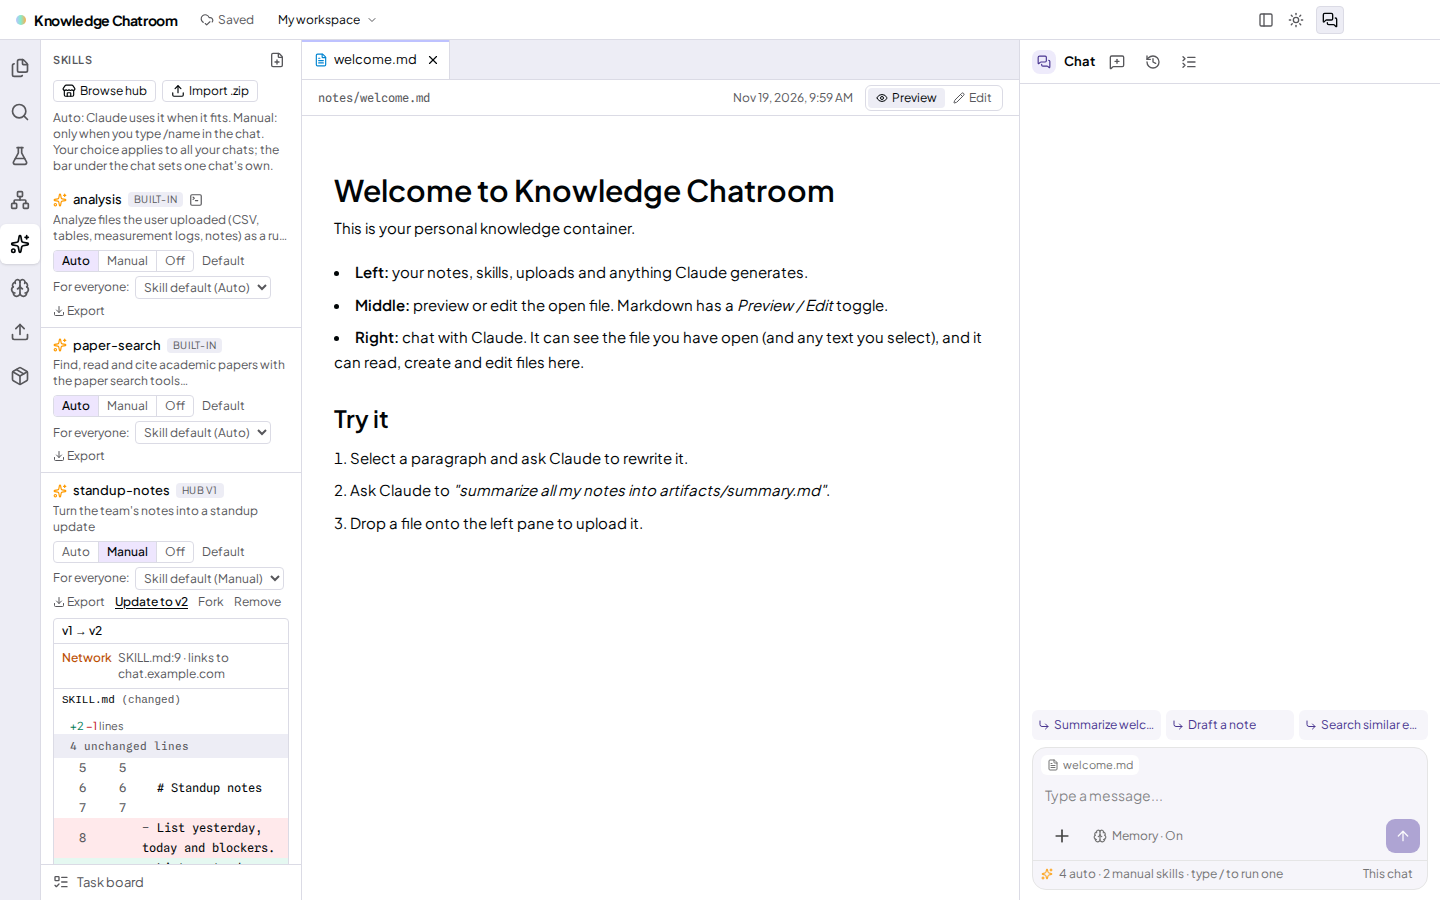 Knowledge Chatroom Saved My workspace
SKILLS
Browse hub Import .zip
Auto: Claude uses it when it fits. Manual:
only when you type /name in the chat.
Your choice applies to all your chats; the
bar under the chat sets one chat's own.
analysis BUILT-IN
Analyze files the user uploaded (CSV,
tables, measurement logs, notes) as a ru…
Auto Manual Off Default
For everyone: Skill default (Auto)
Export
paper-search BUILT-IN
Find, read and cite academic papers with
the paper search tools…
Auto Manual Off Default
For everyone: Skill default (Auto)
Export
standup-notes HUB V1
Turn the team's notes into a standup
update
Auto Manual Off Default
For everyone: Skill default (Manual)
Export Update to v2 Fork Remove
v1 → v2
Network SKILL.md:9 · links to
chat.example.com
SKILL.md (changed)
+2 −1 lines
4 unchanged lines
5 5
6 6 # Standup notes
7 7
8 − List yesterday,
today and blockers.
Task board
welcome.md
notes/welcome.md Nov 19, 2026, 9:59 AM Preview Edit
Welcome to Knowledge Chatroom
This is your personal knowledge container.
• Left: your notes, skills, uploads and anything Claude generates.
• Middle: preview or edit the open file. Markdown has a Preview / Edit toggle.
• Right: chat with Claude. It can see the file you have open (and any text you select), and it
can read, create and edit files here.
Try it
1. Select a paragraph and ask Claude to rewrite it.
2. Ask Claude to "summarize all my notes into artifacts/summary.md".
3. Drop a file onto the left pane to upload it.
Chat
Summarize welc… Draft a note Search similar e…
welcome.md
Type a message...
Memory · On
4 auto · 2 manual skills · type / to run one This chat